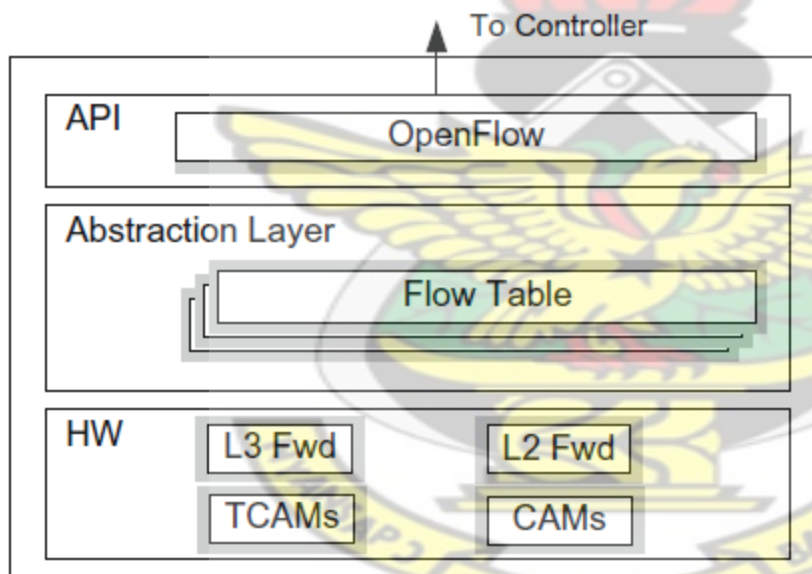 To Controller
API
OpenFlow
Abstraction Layer
Flow Table
HW
L3 Fwd
L2 Fwd
TCAMs
CAMs